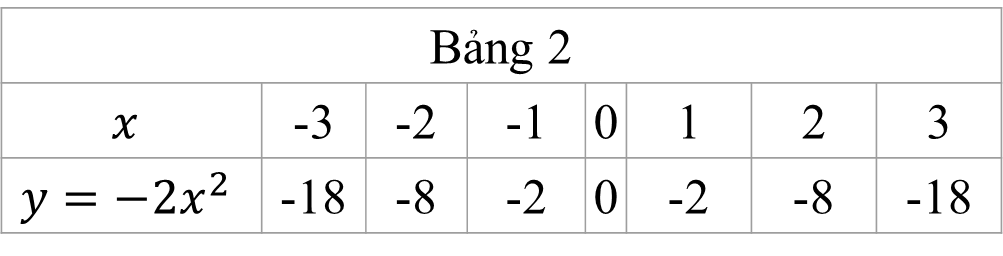 Bảng 2
x -3 -2 -1 0 1 2 3
y = −2x² -18 -8 -2 0 -2 -8 -18